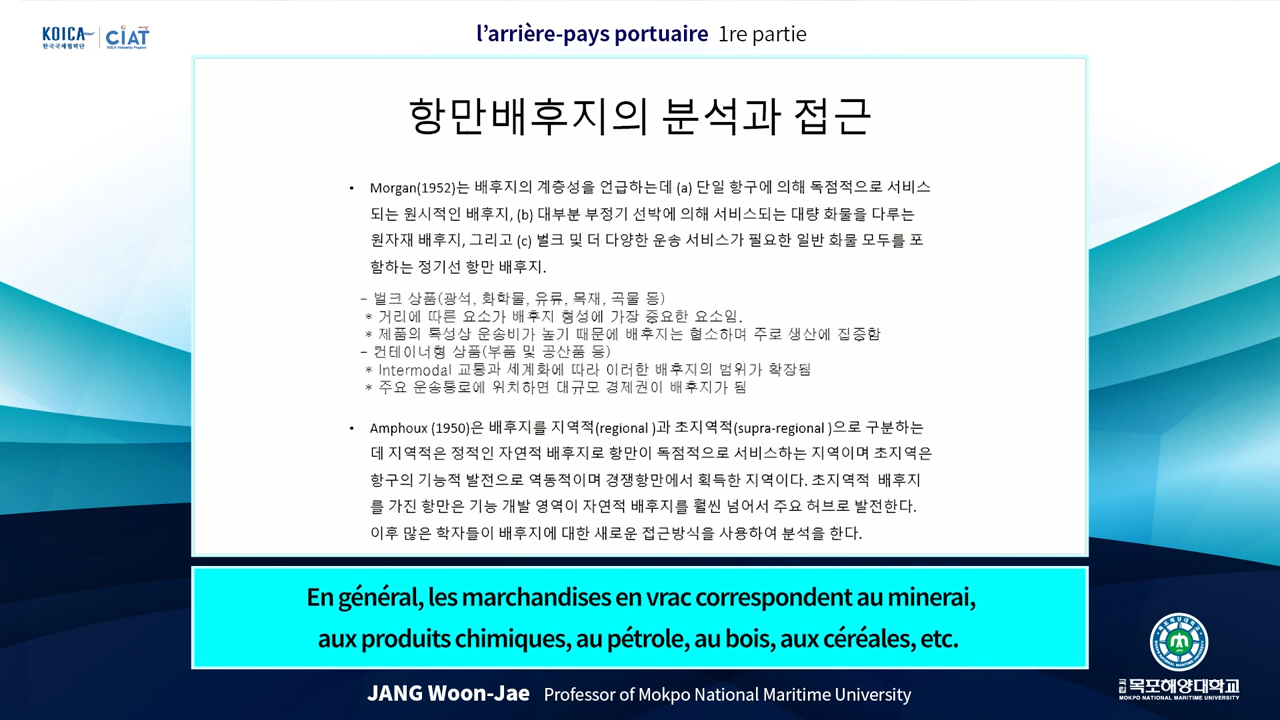 KOICA
한국국제협력단
CIAT
KOICA Fellowship Program
l’arrière-pays portuaire 1re partie
항만배후지의 분석과 접근
• Morgan(1952)는 배후지의 계층성을 언급하는데 (a) 단일 항구에 의해 독점적으로 서비스
되는 원시적인 배후지, (b) 대부분 부정기 선박에 의해 서비스되는 대량 화물을 다루는
원자재 배후지, 그리고 (c) 벌크 및 더 다양한 운송 서비스가 필요한 일반 화물 모두를 포
함하는 정기선 항만 배후지.
– 벌크 상품(광석, 화학물, 유류, 목재, 곡물 등)
* 거리에 따른 요소가 배후지 형성에 가장 중요한 요소임.
* 제품의 특성상 운송비가 높기 때문에 배후지는 협소하며 주로 생산에 집중함
– 컨테이너형 상품(부품 및 공산품 등)
* Intermodal 교통과 세계화에 따라 이러한 배후지의 범위가 확장됨
* 주요 운송통로에 위치하면 대규모 경제권이 배후지가 됨
• Amphoux (1950)은 배후지를 지역적(regional )과 초지역적(supra-regional )으로 구분하는
데 지역적은 정적인 자연적 배후지로 항만이 독점적으로 서비스하는 지역이며 초지역은
항구의 기능적 발전으로 역동적이며 경쟁항만에서 획득한 지역이다. 초지역적 배후지
를 가진 항만은 기능 개발 영역이 자연적 배후지를 훨씬 넘어서 주요 허브로 발전한다.
이후 많은 학자들이 배후지에 대한 새로운 접근방식을 사용하여 분석을 한다.
En général, les marchandises en vrac correspondent au minerai,
aux produits chimiques, au pétrole, au bois, aux céréales, etc.
JANG Woon-Jae Professor of Mokpo National Maritime University
국립 목포해양대학교
MOKPO NATIONAL MARITIME UNIVERSITY